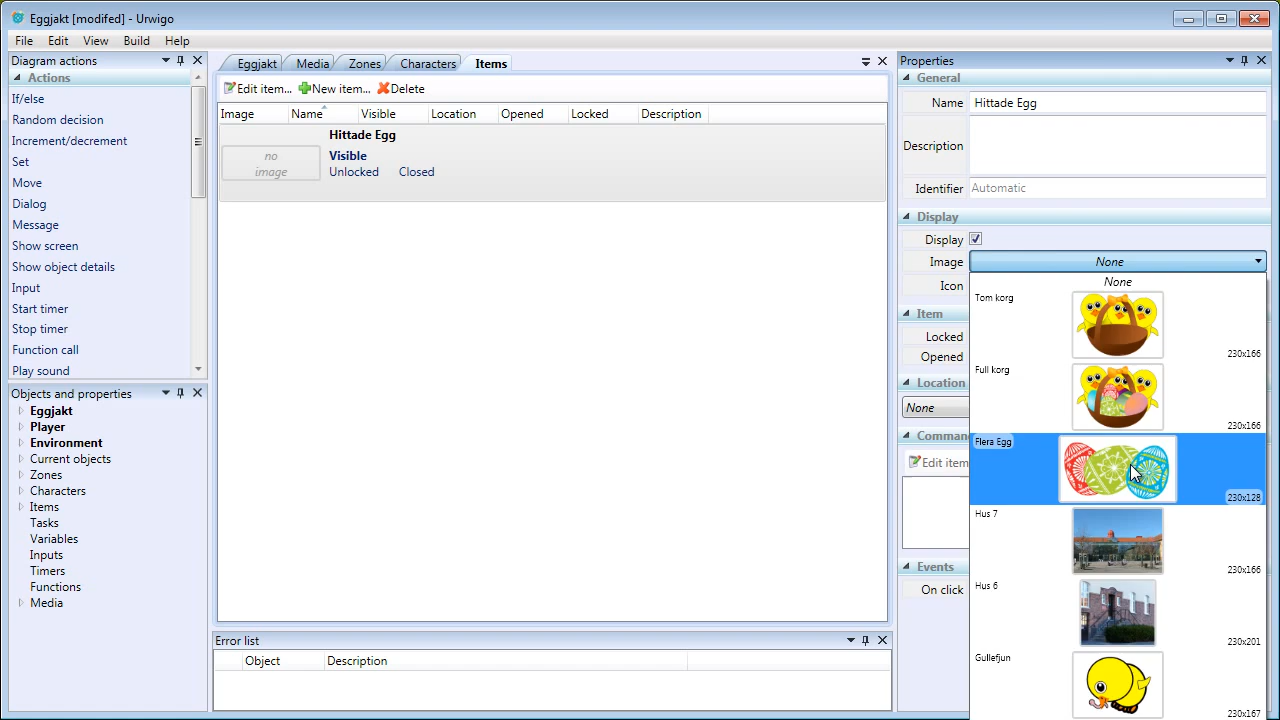 Eggjakt [modifed] - Urwigo
File Edit View Build Help
Diagram actions
Actions
If/else
Random decision
Increment/decrement
Set
Move
Dialog
Message
Show screen
Show object details
Input
Start timer
Stop timer
Function call
Play sound
Objects and properties
Eggjakt
Player
Environment
Current objects
Zones
Characters
Items
Tasks
Variables
Inputs
Timers
Functions
Media
Eggjakt Media Zones Characters Items
Edit item... New item... Delete
Image Name Visible Location Opened Locked Description
no image
Hittade Egg
Visible
Unlocked Closed
Error list
Object Description
Properties
General
Name Hittade Egg
Description
Identifier Automatic
Display
Display
Image None
Icon
Item
Locked
Opened
Location
None
Comman
Edit item
Events
On click
None
Tom korg
230x166
Full korg
230x166
Flera Egg
230x128
Hus 7
230x166
Hus 6
230x201
Gullefjun
230x167